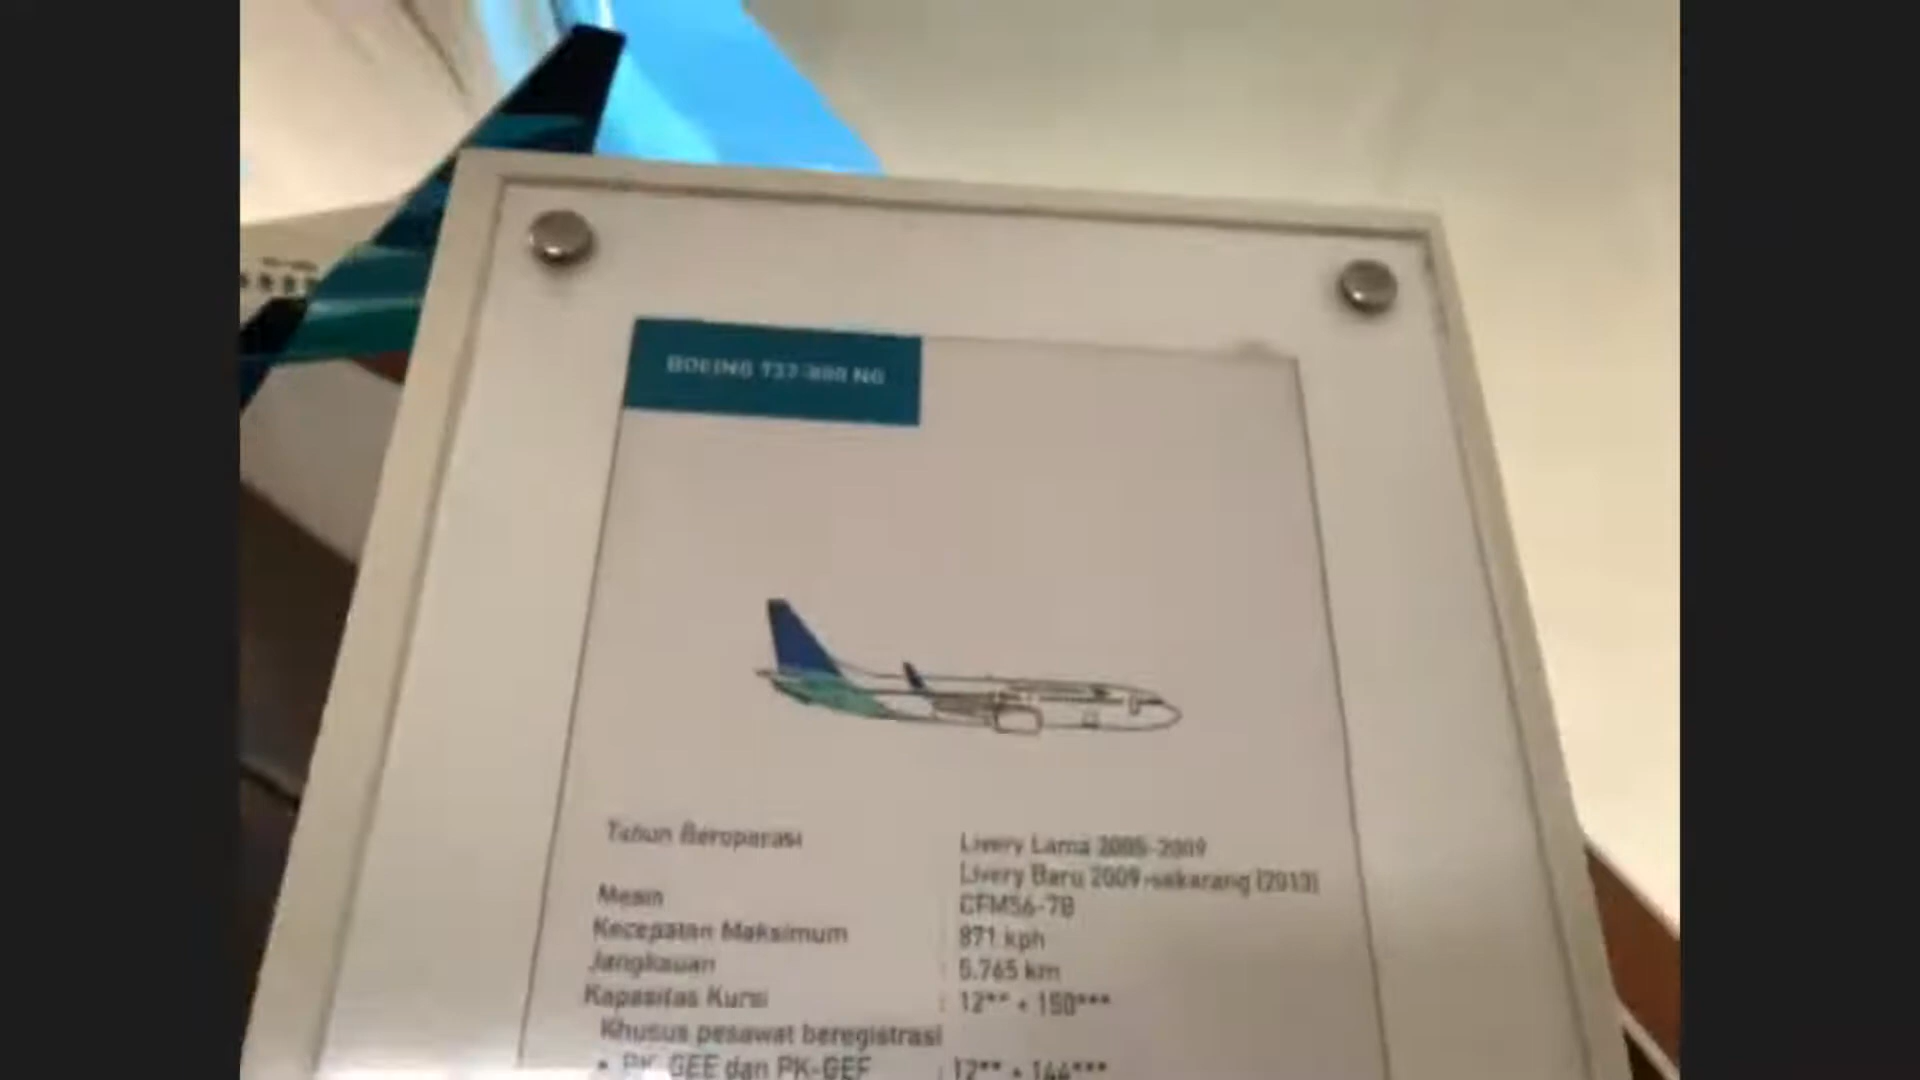 BOEING 737-800 NG
Tahun Beroperasi Livery Lama 2005-2009
Livery Baru 2009-sekarang (2013)
Mesin CFM56-7B
Kecepatan Maksimum : 871 kph
Jangkauan : 5.765 km
Kapasitas Kursi : 12** + 150***
Khusus pesawat beregistrasi
• PK-GEE dan PK-GEF : 12** + 144***